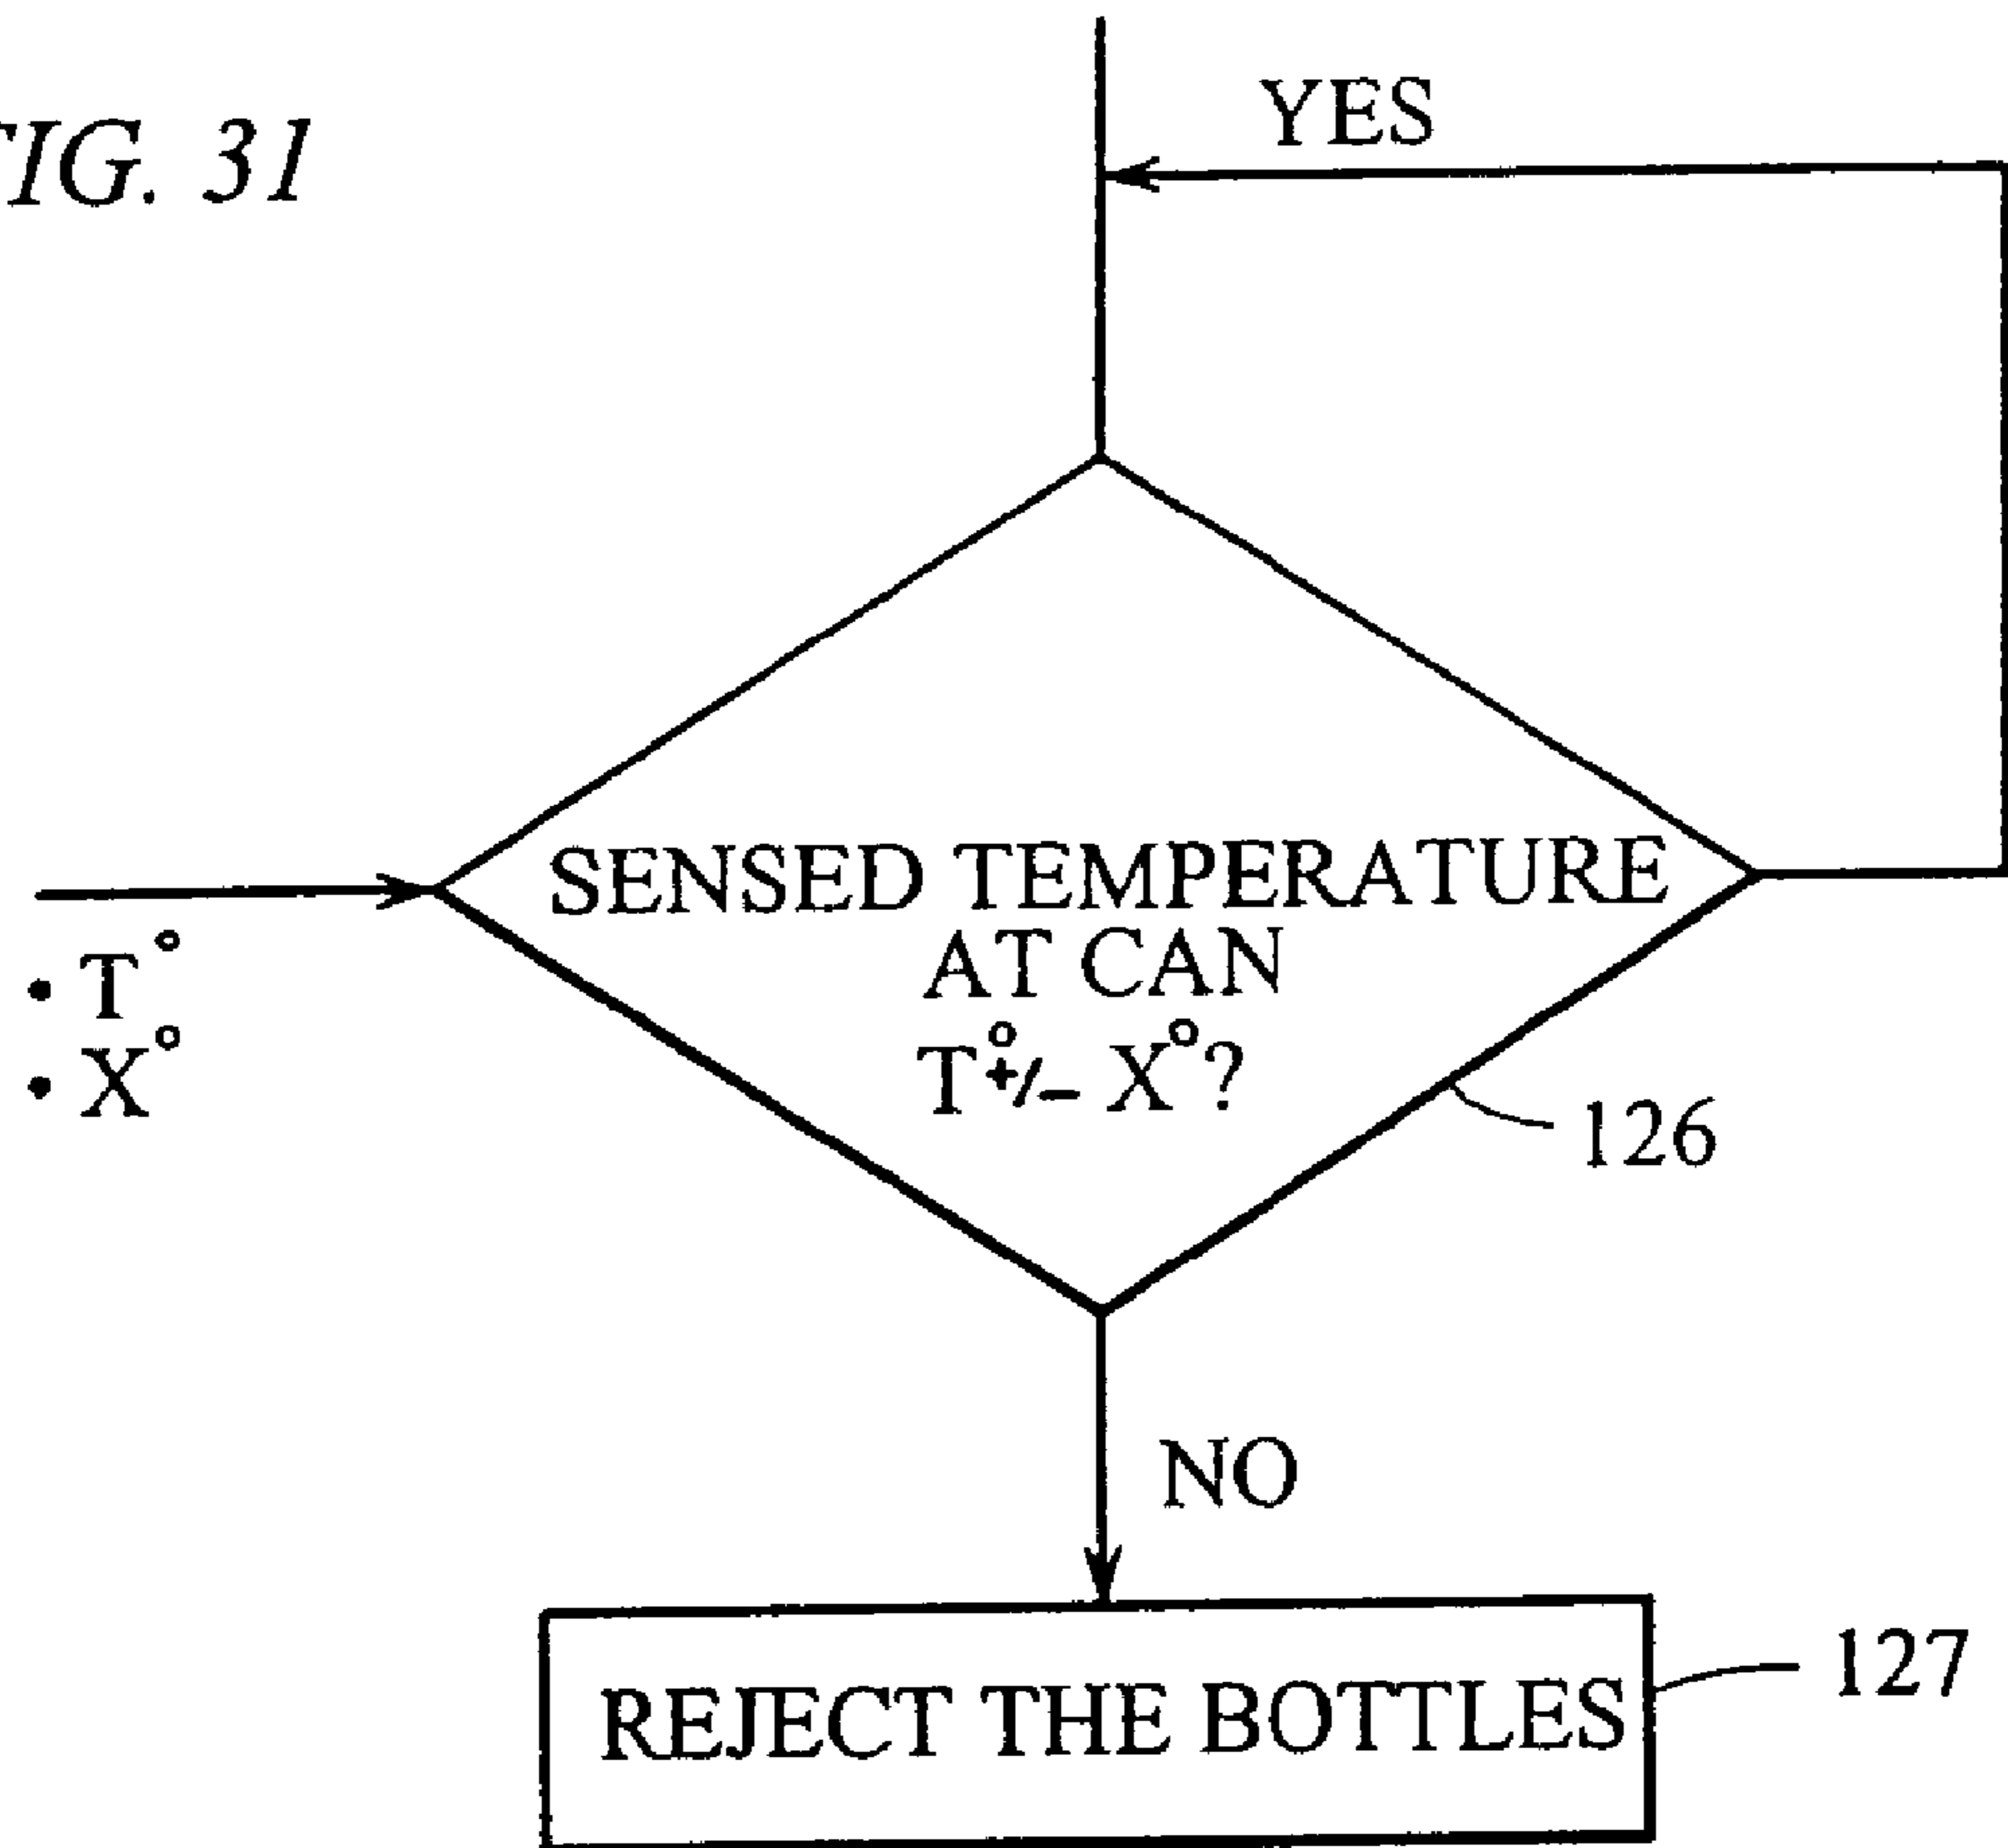 IG. 31
YES
SENSED TEMPERATURE
AT CAN
T°+/- X°?
• T°
• X°
126
NO
127
REJECT THE BOTTLES